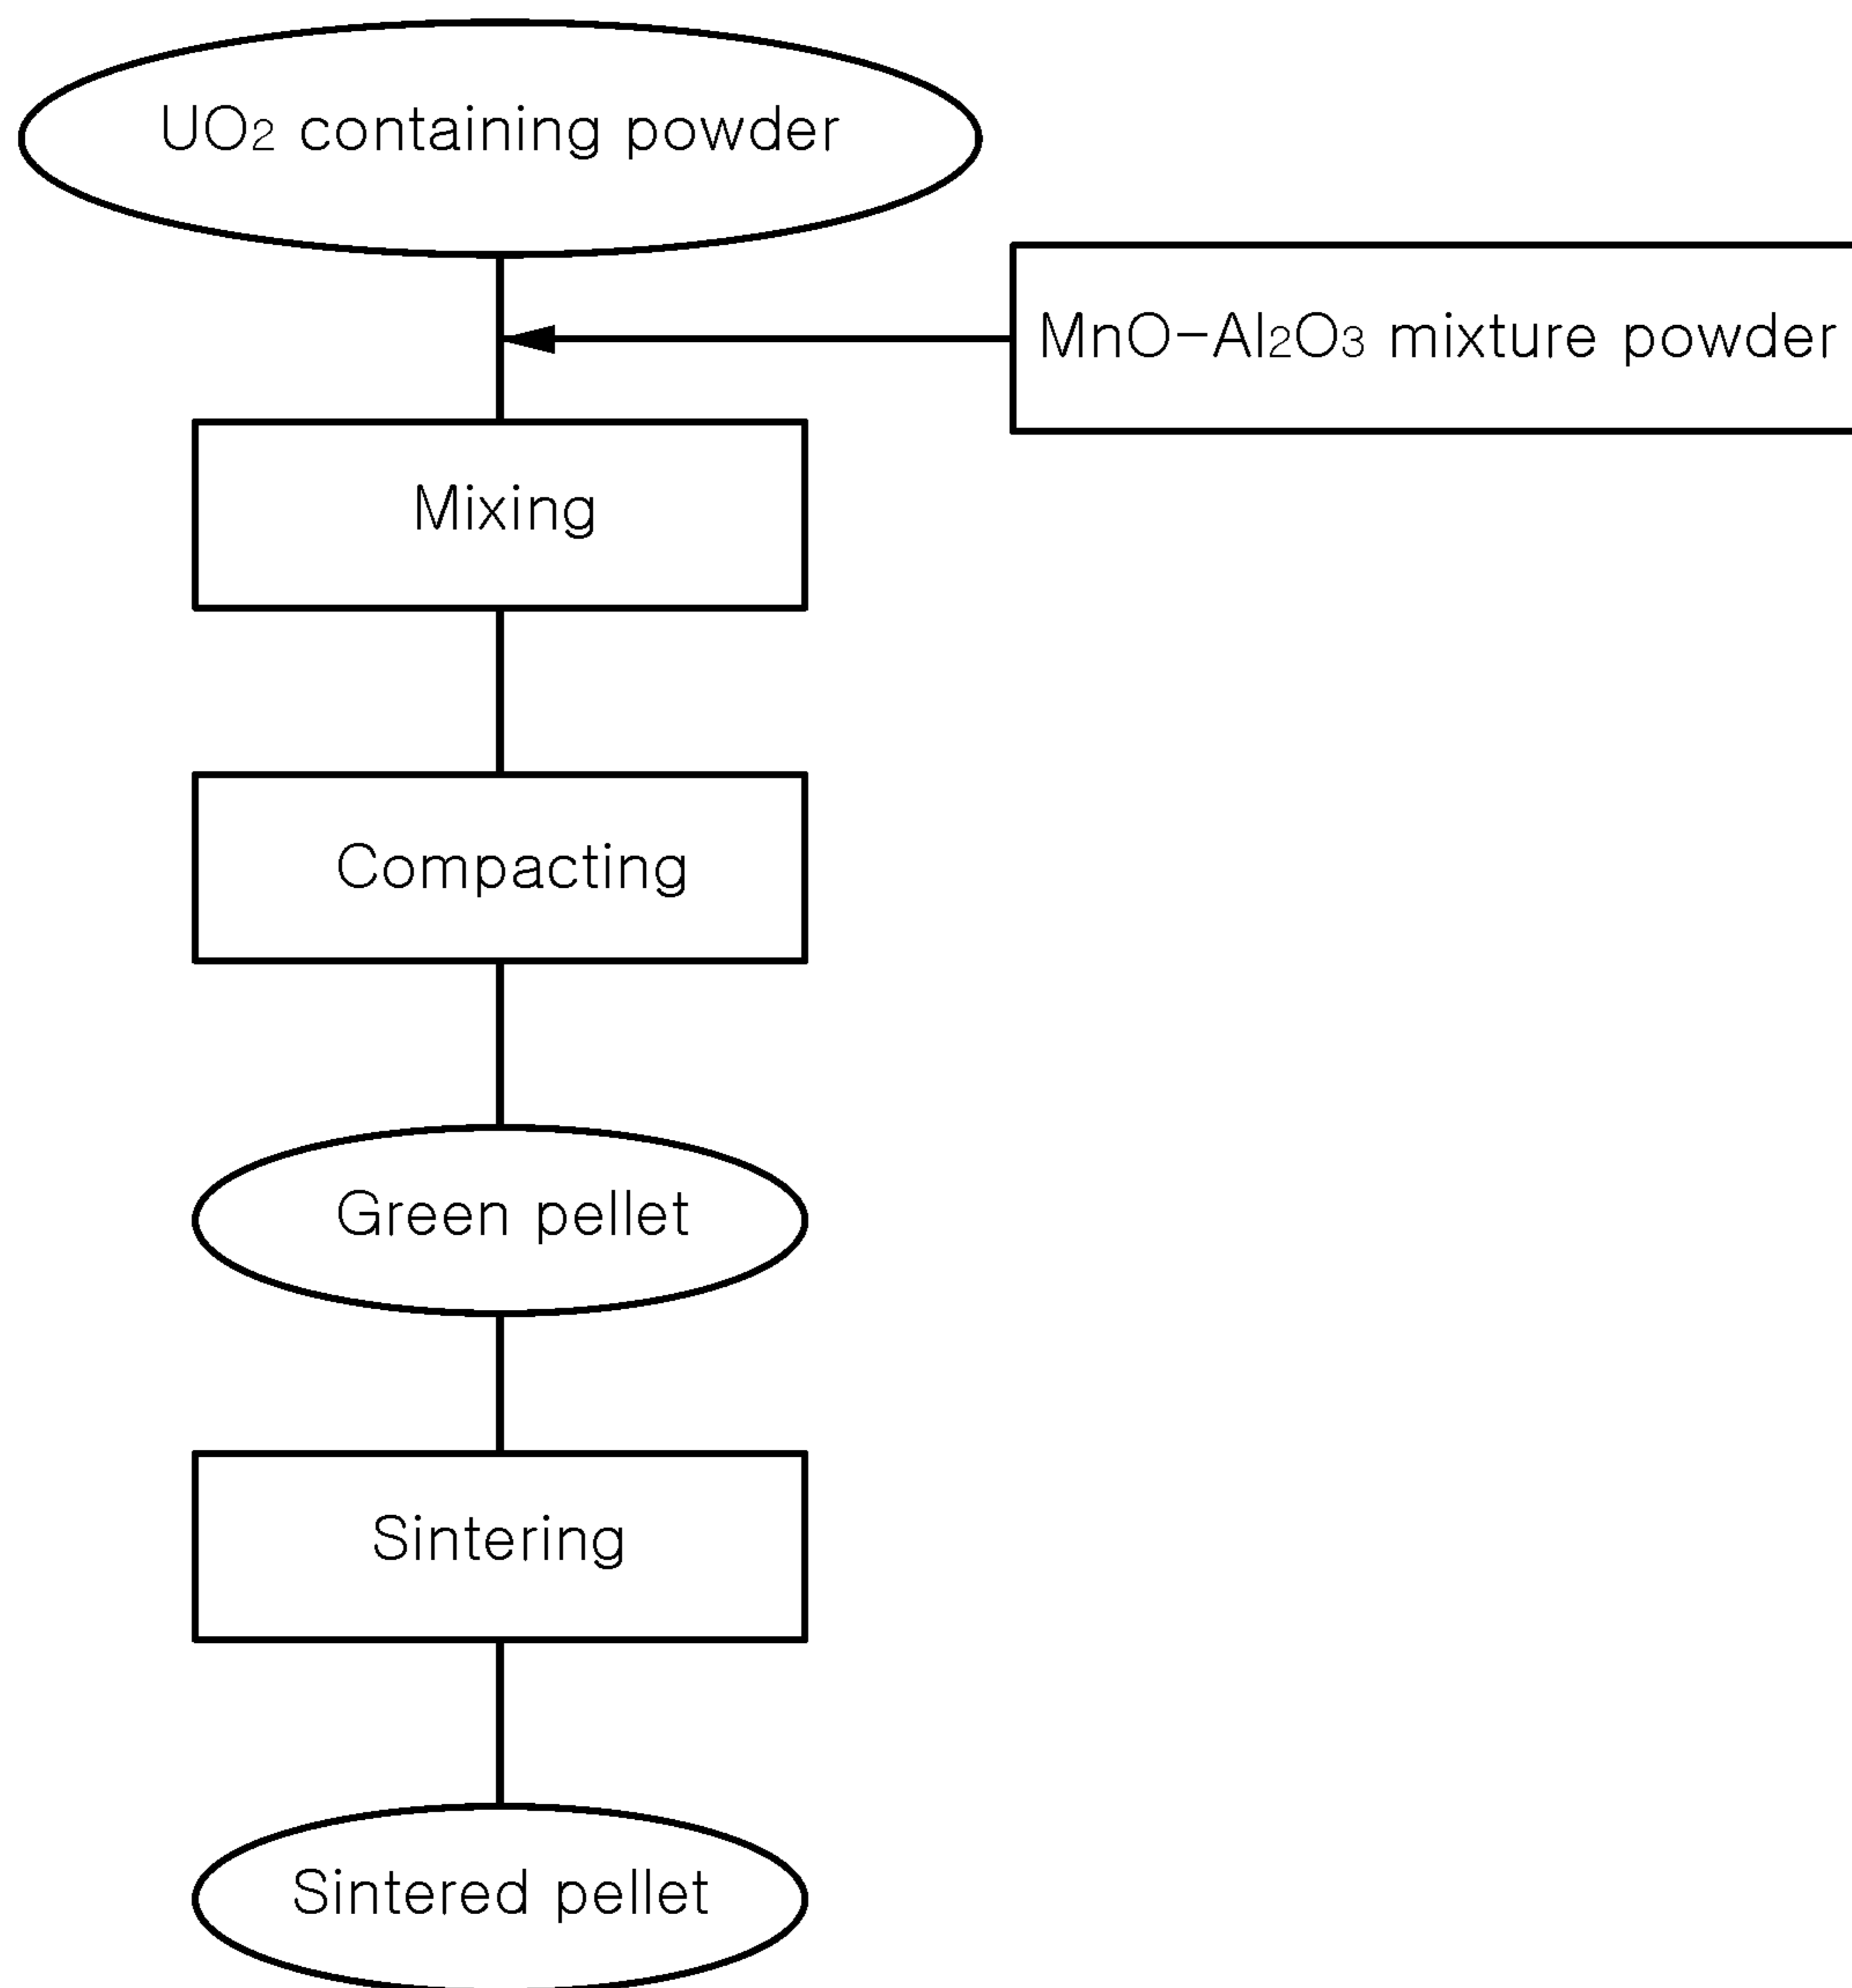 UO₂ containing powder
MnO-Al₂O₃ mixture powder
Mixing
Compacting
Green pellet
Sintering
Sintered pellet